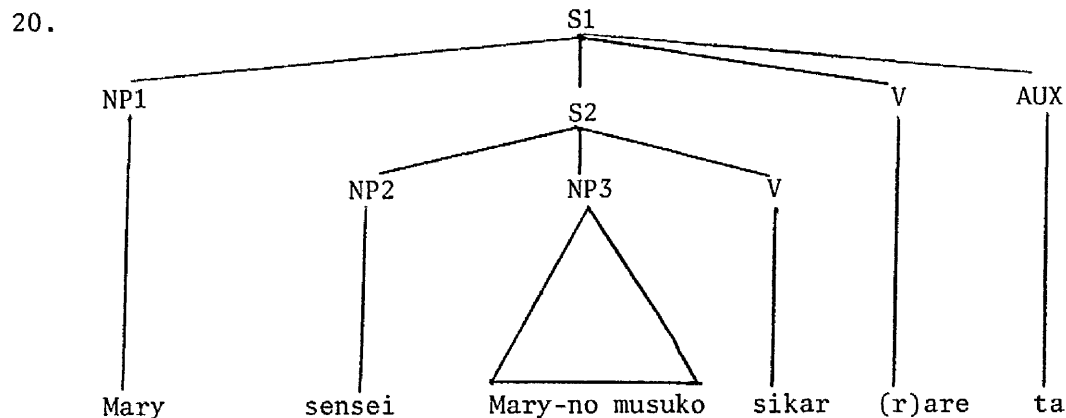 20.
S1
NP1 V AUX
S2
NP2 NP3 V
Mary sensei Mary-no musuko sikar (r)are ta